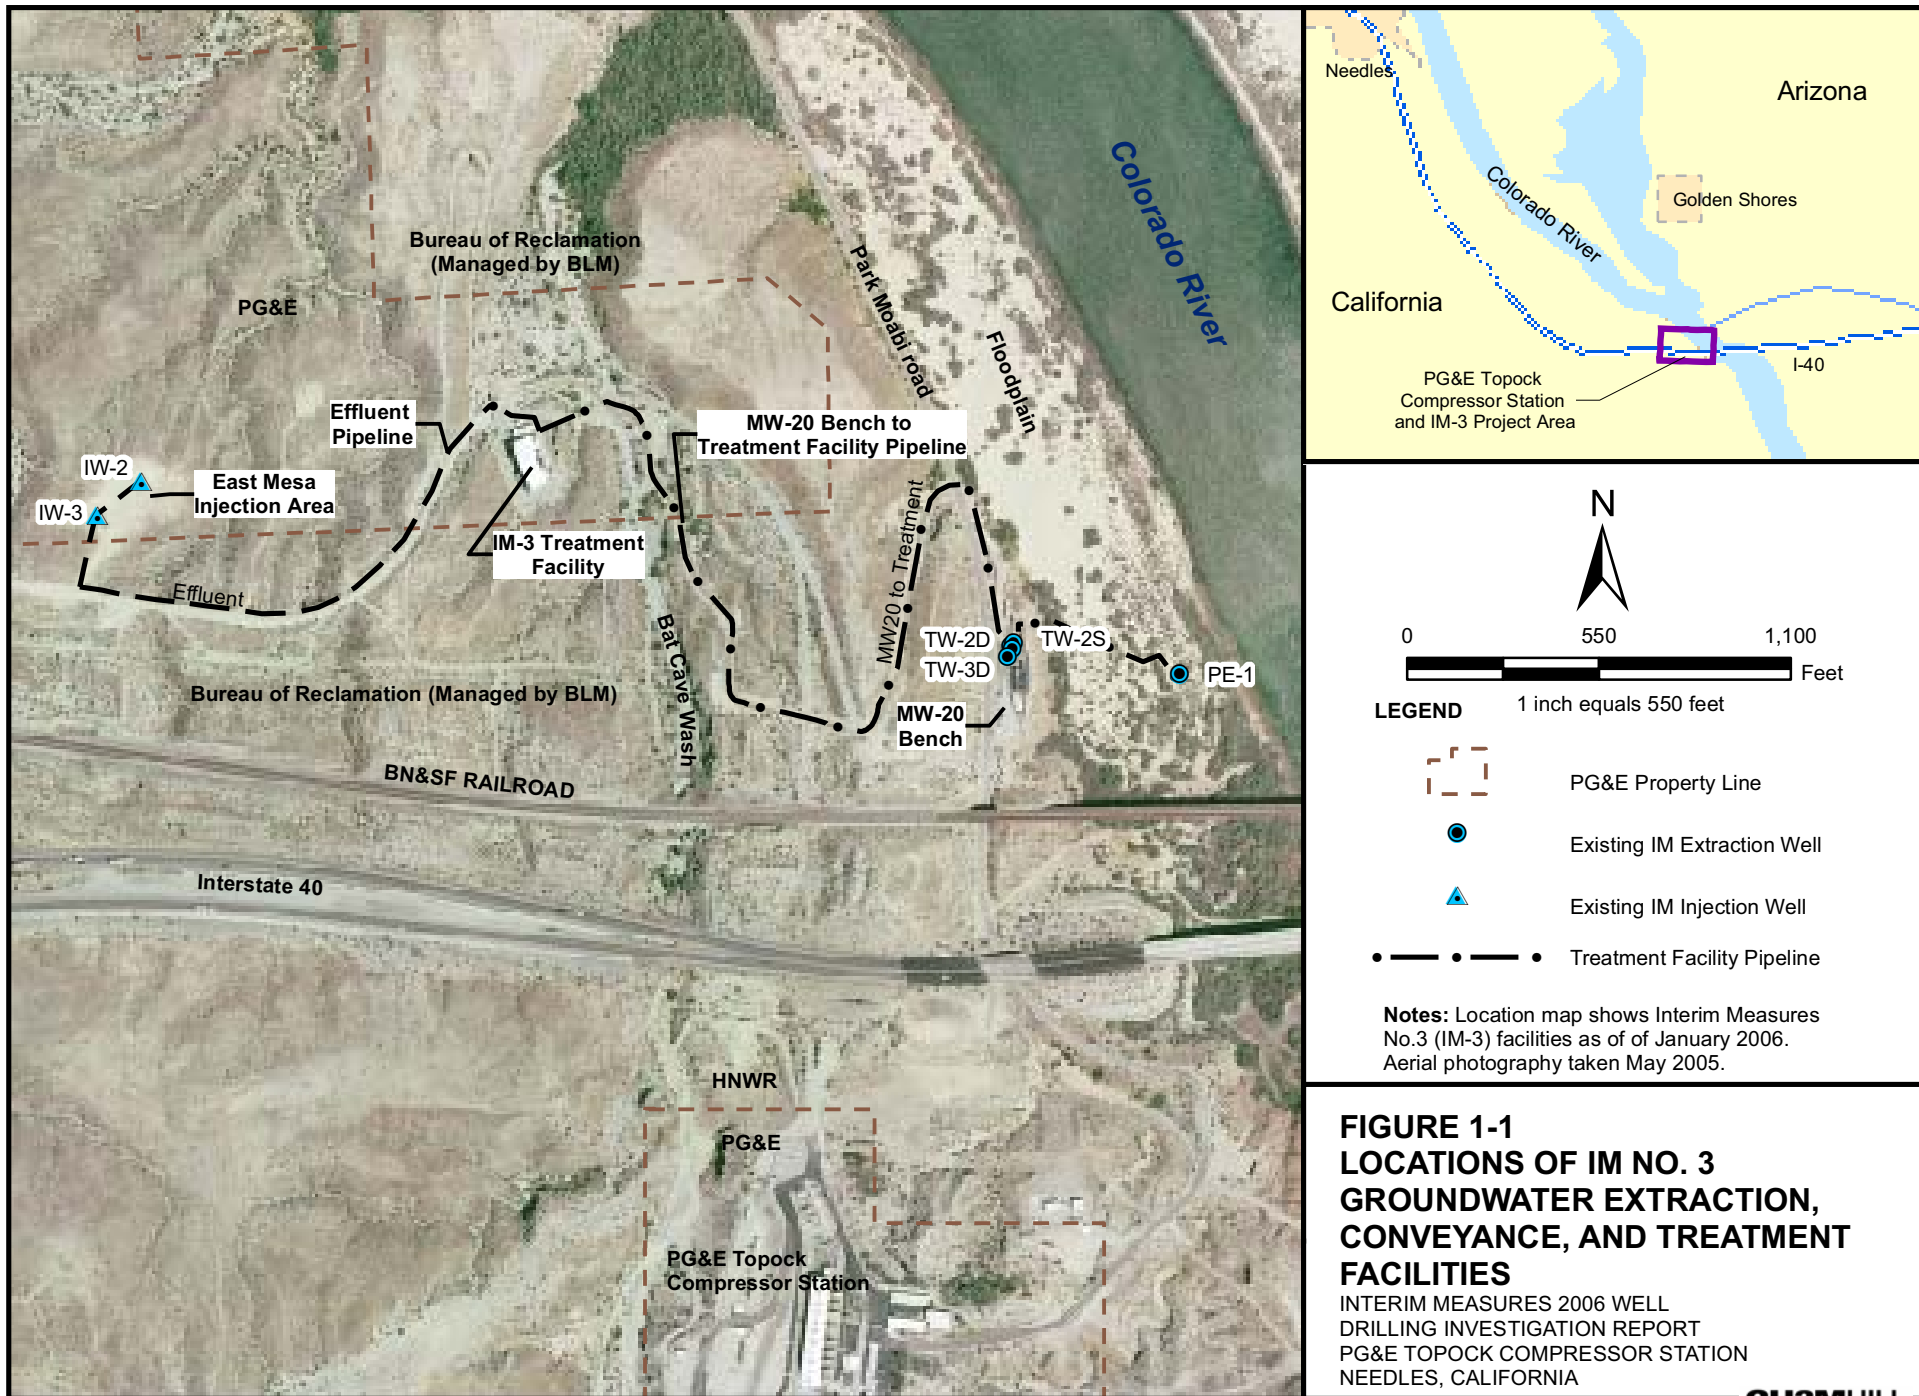 Bureau of Reclamation
(Managed by BLM)
PG&E
Colorado River
Park Moabi road
Floodplain
Effluent
Pipeline
MW-20 Bench to
Treatment Facility Pipeline
IW-2
East Mesa
Injection Area
IW-3
IM-3 Treatment
Facility
MW20 to Treatment
Effluent
Bat Cave Wash
TW-2D
TW-2S
TW-3D
PE-1
Bureau of Reclamation (Managed by BLM)
MW-20
Bench
BN&SF RAILROAD
Interstate 40
HNWR
PG&E
PG&E Topock
Compressor Station
Needles
Arizona
Golden Shores
Colorado River
California
I-40
PG&E Topock
Compressor Station
and IM-3 Project Area
N
0 550 1,100
Feet
1 inch equals 550 feet
LEGEND
PG&E Property Line
Existing IM Extraction Well
Existing IM Injection Well
Treatment Facility Pipeline
Notes: Location map shows Interim Measures
No.3 (IM-3) facilities as of of January 2006.
Aerial photography taken May 2005.
FIGURE 1-1
LOCATIONS OF IM NO. 3
GROUNDWATER EXTRACTION,
CONVEYANCE, AND TREATMENT
FACILITIES
INTERIM MEASURES 2006 WELL
DRILLING INVESTIGATION REPORT
PG&E TOPOCK COMPRESSOR STATION
NEEDLES, CALIFORNIA